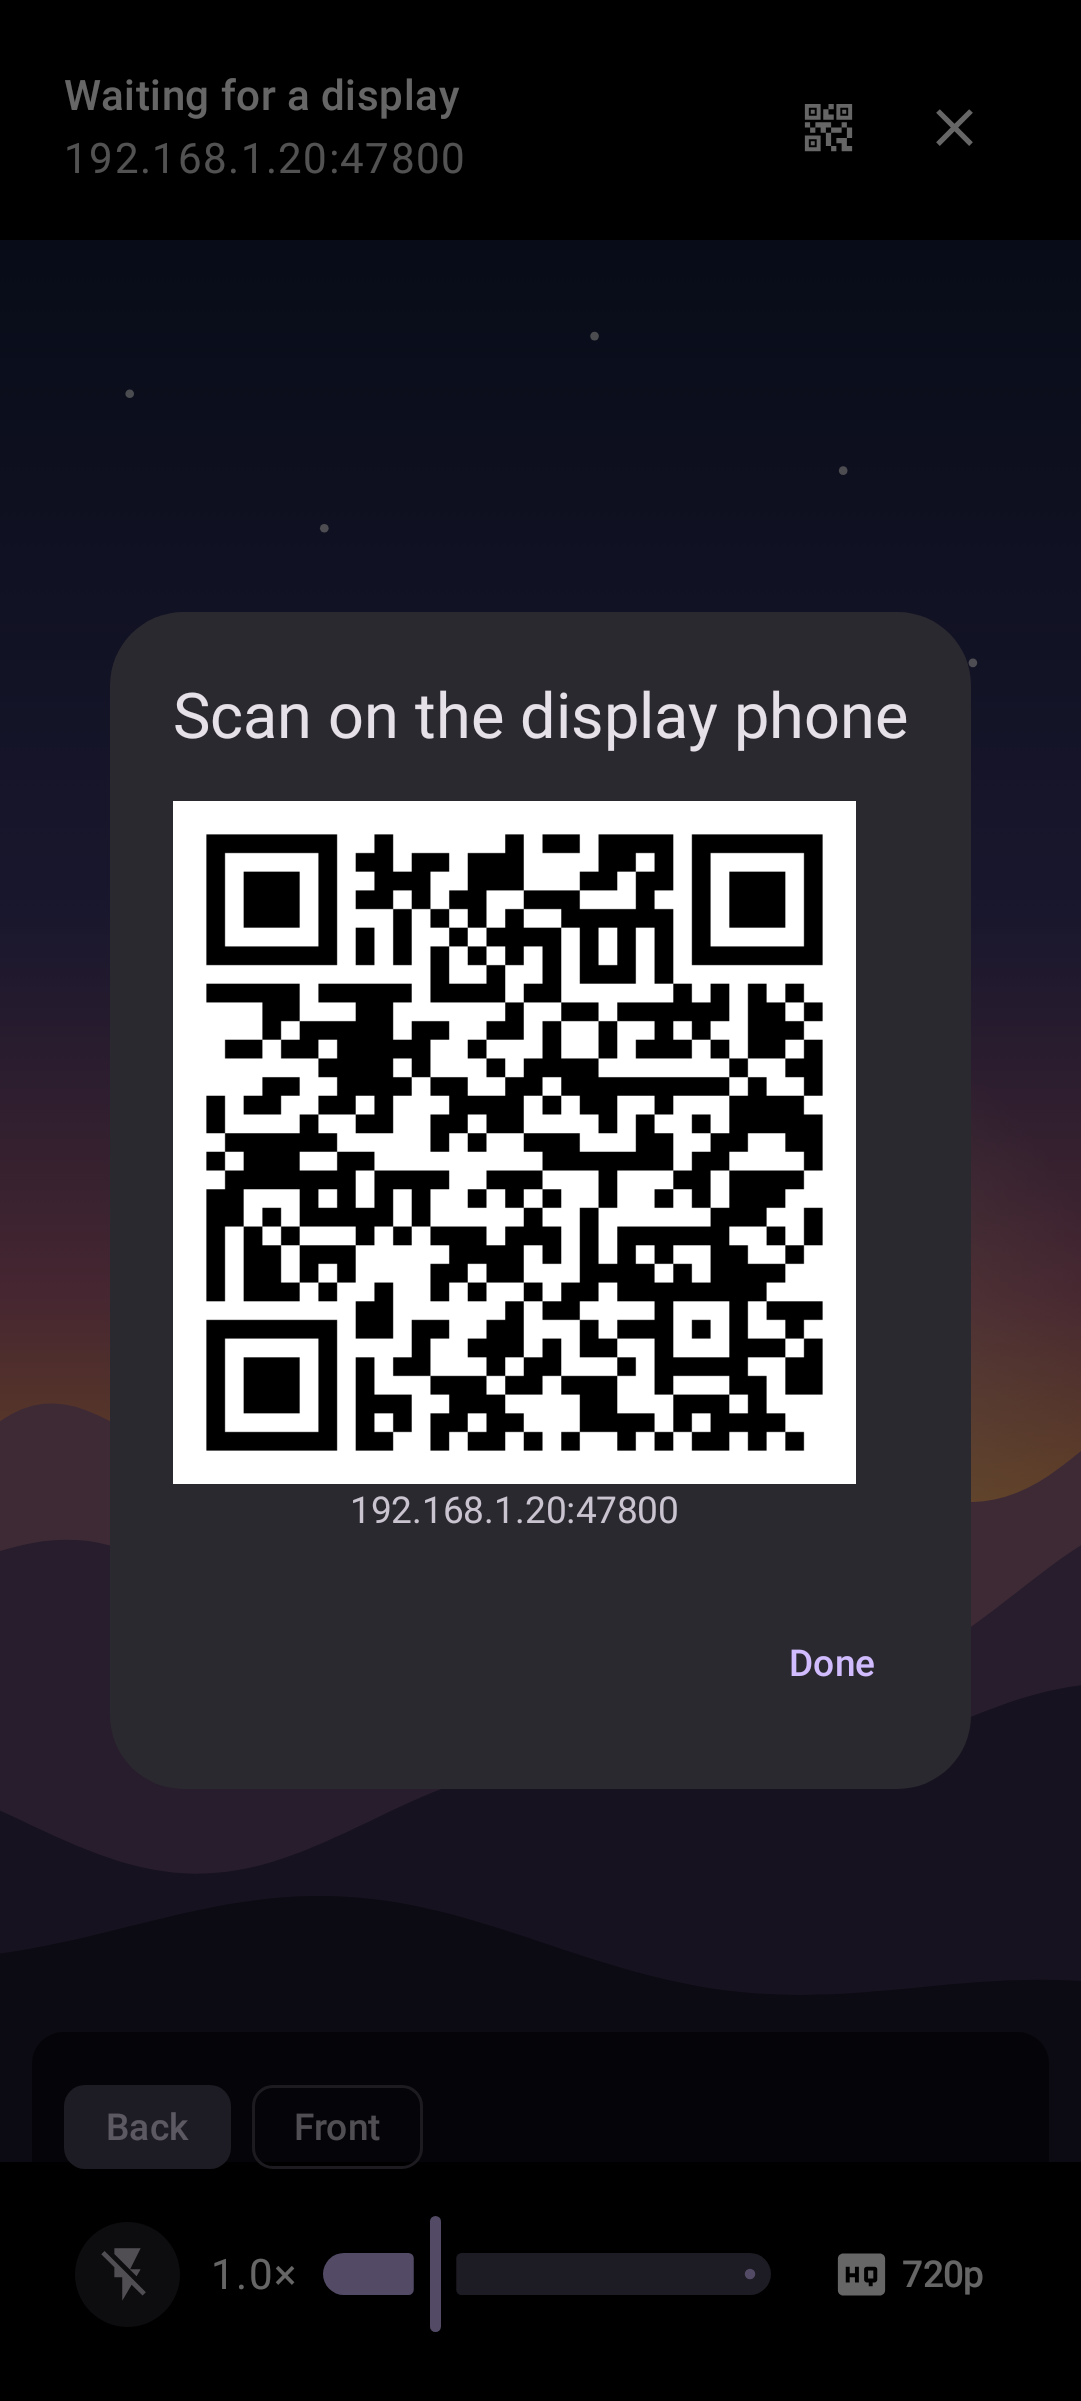 Waiting for a display
192.168.1.20:47800
Scan on the display phone
192.168.1.20:47800
Done
Back
Front
1.0×
HQ 720p